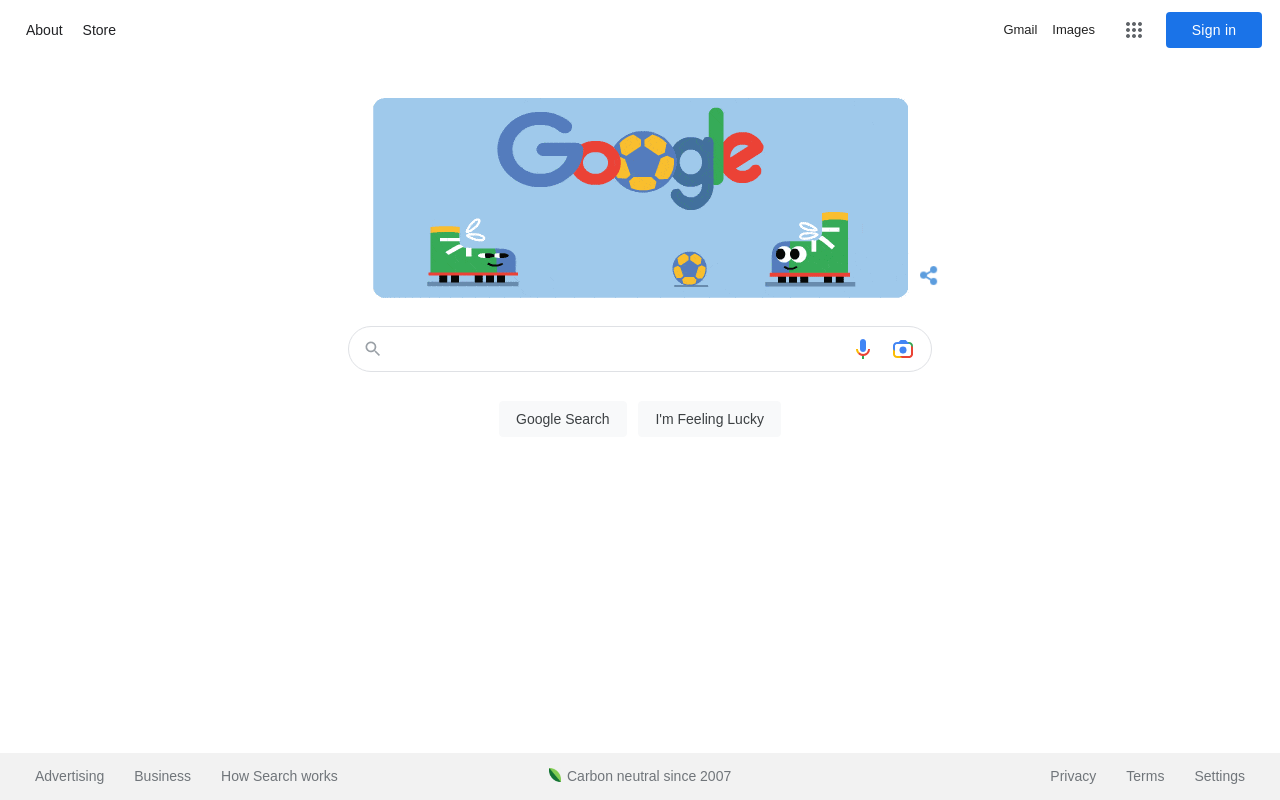 About Store
Gmail Images Sign in
Google
Google Search I'm Feeling Lucky
Advertising Business How Search works
Carbon neutral since 2007
Privacy Terms Settings